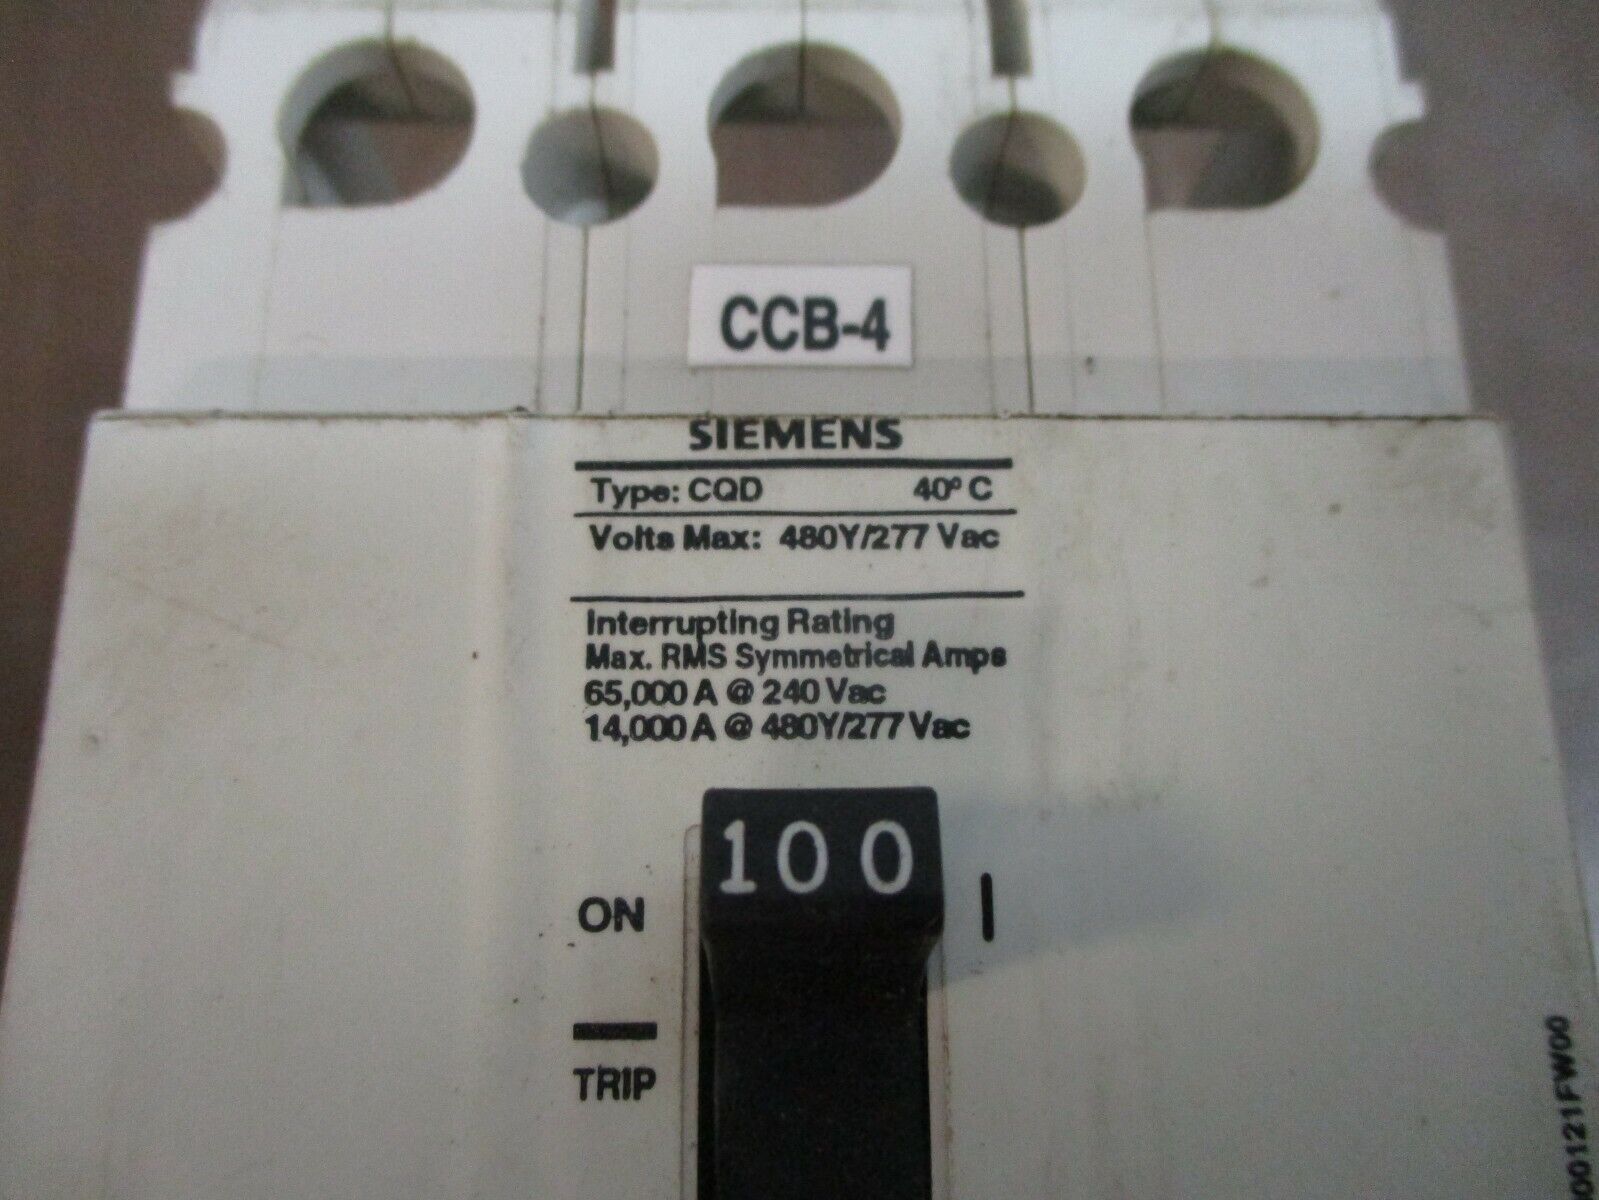 CCB-4
SIEMENS
Type: CQD 40° C
Volts Max: 480Y/277 Vac
Interrupting Rating
Max. RMS Symmetrical Amps
65,000 A @ 240 Vac
14,000 A @ 480Y/277 Vac
100
ON |
TRIP
00121FW00